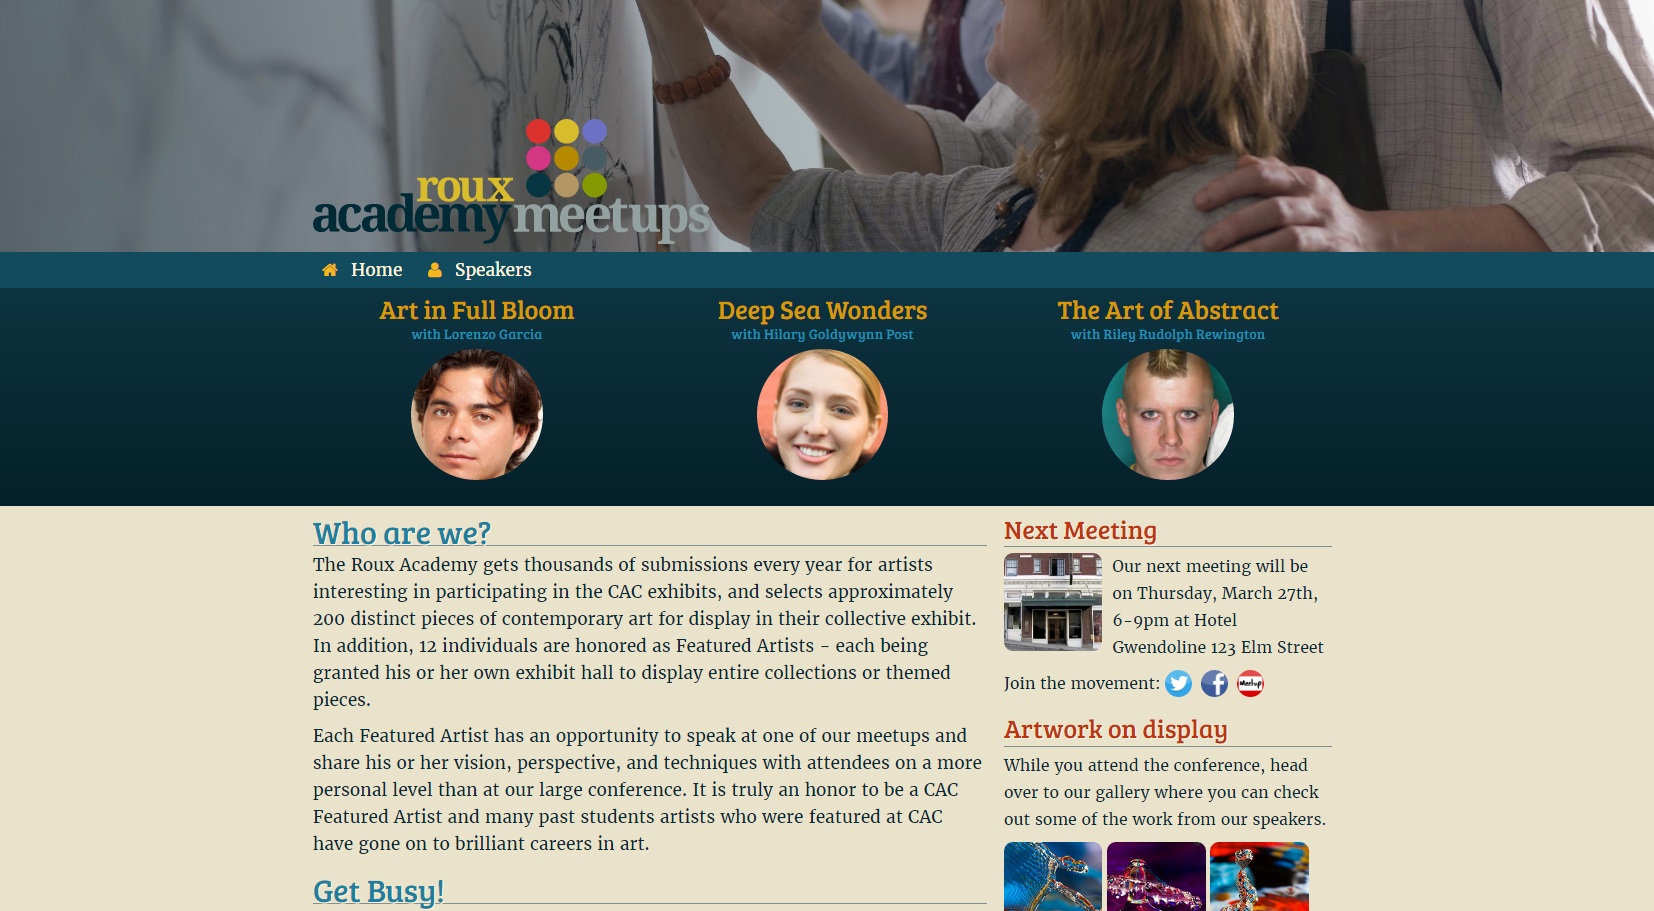 roux
academy meetups
Home Speakers
Art in Full Bloom
with Lorenzo Garcia
Deep Sea Wonders
with Hilary Goldywynn Post
The Art of Abstract
with Riley Rudolph Rewington
Who are we?
The Roux Academy gets thousands of submissions every year for artists
interesting in participating in the CAC exhibits, and selects approximately
200 distinct pieces of contemporary art for display in their collective exhibit.
In addition, 12 individuals are honored as Featured Artists - each being
granted his or her own exhibit hall to display entire collections or themed
pieces.
Each Featured Artist has an opportunity to speak at one of our meetups and
share his or her vision, perspective, and techniques with attendees on a more
personal level than at our large conference. It is truly an honor to be a CAC
Featured Artist and many past students artists who were featured at CAC
have gone on to brilliant careers in art.
Get Busy!
Next Meeting
Our next meeting will be
on Thursday, March 27th,
6-9pm at Hotel
Gwendoline 123 Elm Street
Join the movement: Meetup
Artwork on display
While you attend the conference, head
over to our gallery where you can check
out some of the work from our speakers.